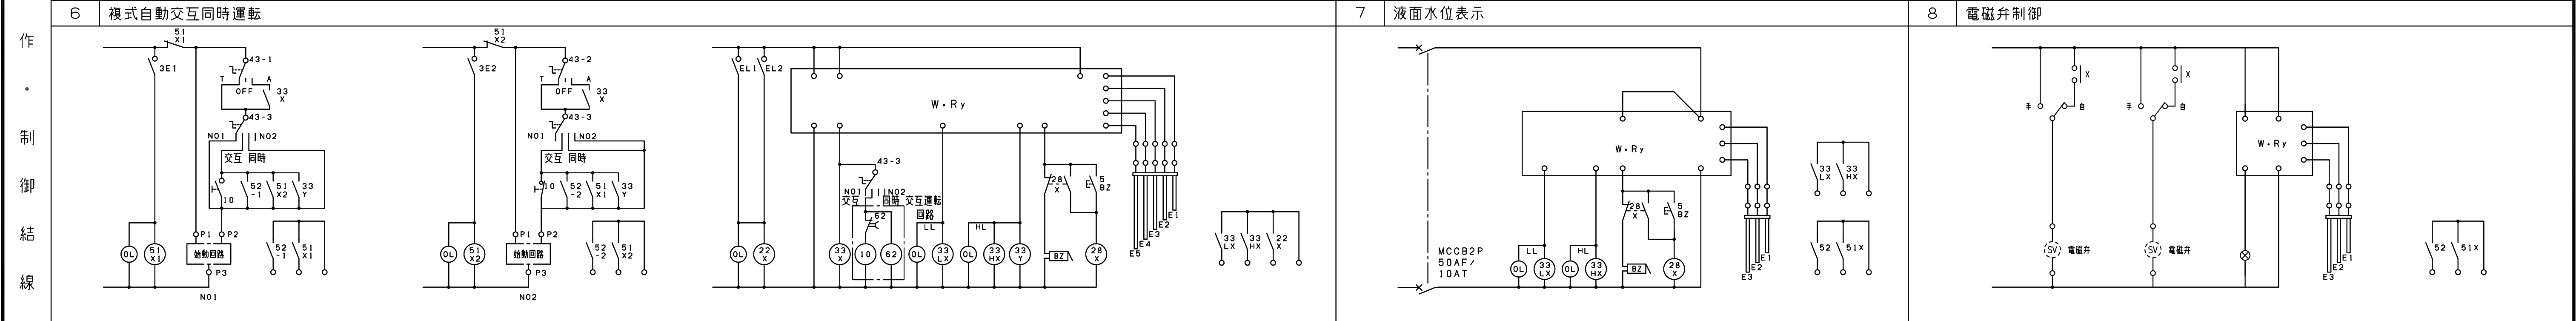 作・制御結線
6 複式自動交互同時運転
51
X1
3E1
43-1
T A
OFF
33
X
43-3
NO1 NO2
交互 同時
52
-1
51
X2
33
Y
10
P1 P2
OL
51
X1
始動回路
P3
52
-1
51
X1
NO1
51
X2
3E2
43-2
T A
OFF
33
X
43-3
NO1 NO2
交互 同時
10
52
-2
51
X1
33
Y
P1 P2
OL
51
X2
始動回路
P3
52
-2
51
X2
NO2
EL1 EL2
W・Ry
43-3
NO1 NO2
交互 同時 交互運転
回路
62
LL
HL
28
X
5
BZ
OL
22
X
33
X
10
62
OL
33
LX
OL
33
HX
33
Y
BZ
28
X
E1
E2
E3
E4
E5
33
LX
33
HX
22
X
7 液面水位表示
W・Ry
MCCB2P
50AF/
10AT
LL
HL
28
X
5
BZ
OL
33
LX
OL
33
HX
BZ
28
X
E1
E2
E3
33
LX
33
HX
52 51X
8 電磁弁制御
X
手 自
X
手 自
W・Ry
SV 電磁弁
SV 電磁弁
E1
E2
E3
52 51X